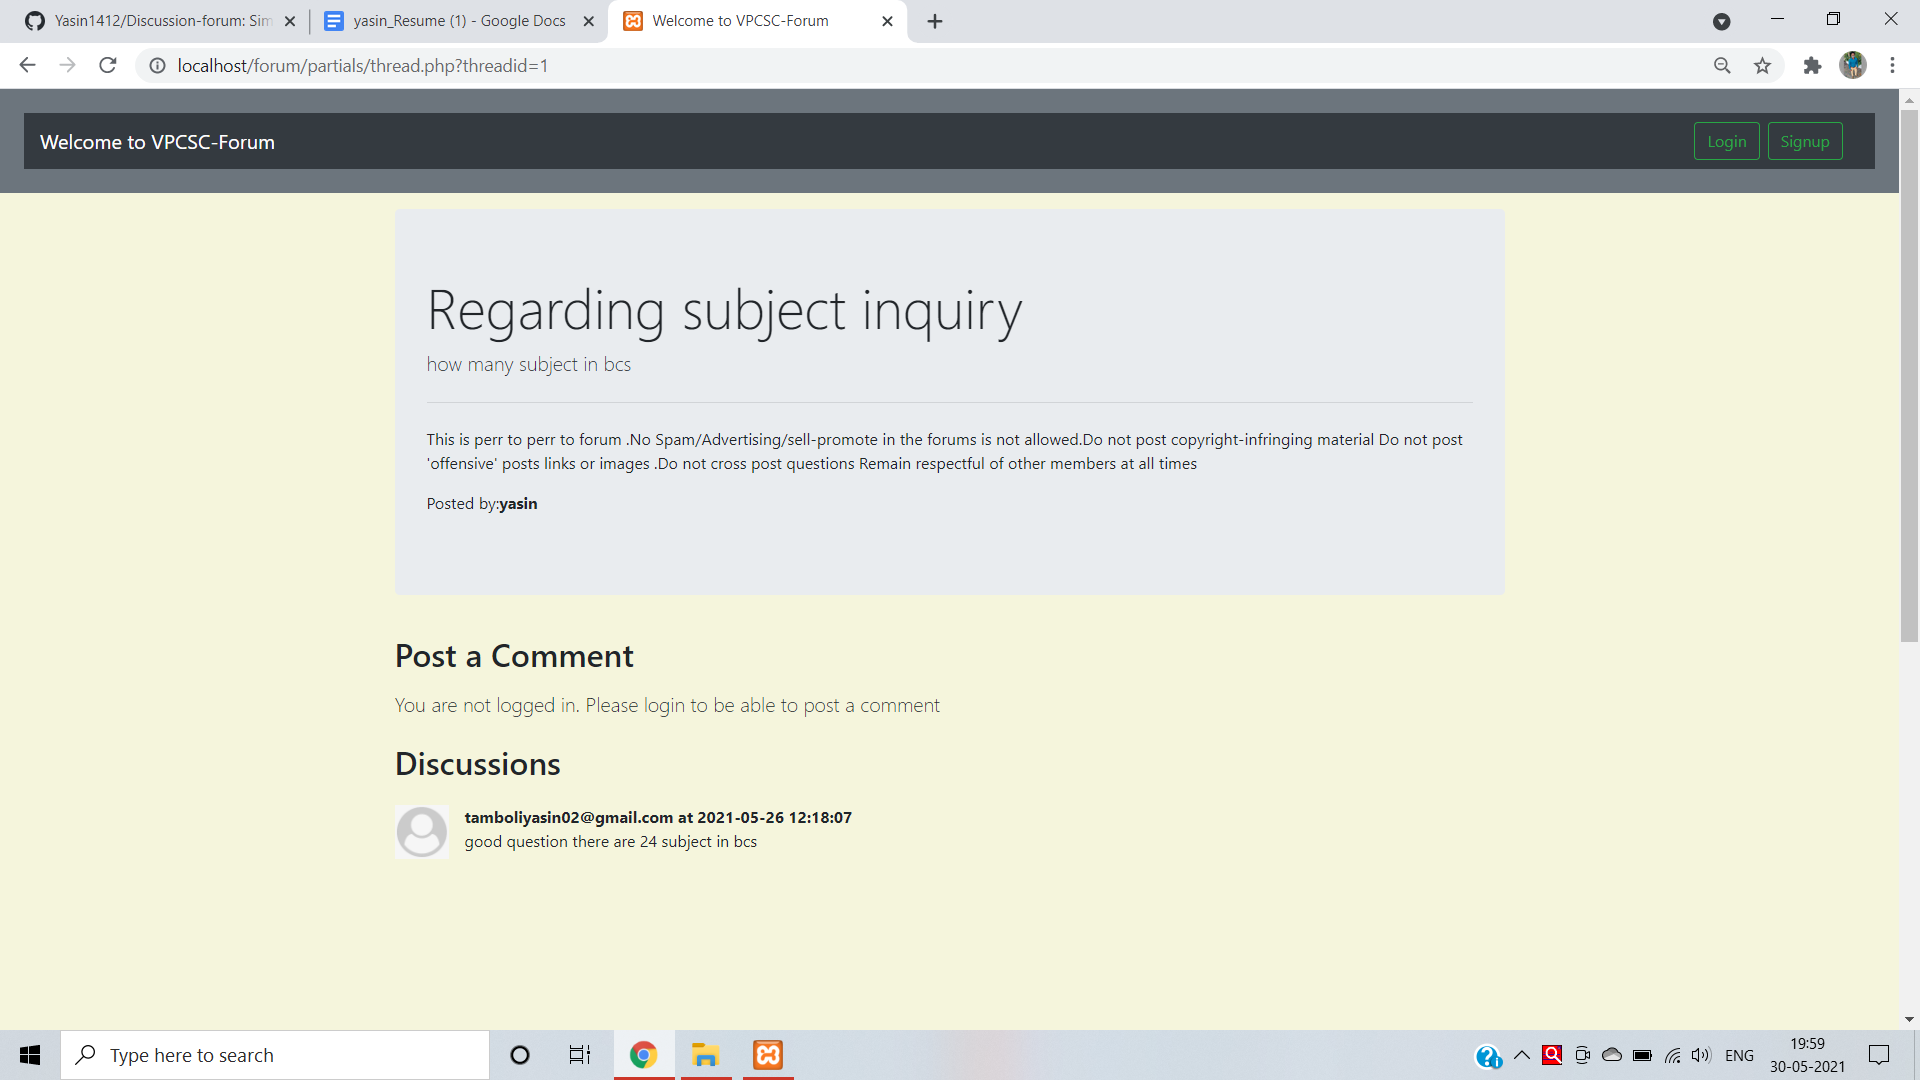 Yasin1412/Discussion-forum: Sim
yasin_Resume (1) - Google Docs
Welcome to VPCSC-Forum
localhost/forum/partials/thread.php?threadid=1
Welcome to VPCSC-Forum
Login
Signup
Regarding subject inquiry
how many subject in bcs
This is perr to perr to forum .No Spam/Advertising/sell-promote in the forums is not allowed.Do not post copyright-infringing material Do not post
'offensive' posts links or images .Do not cross post questions Remain respectful of other members at all times
Posted by:yasin
Post a Comment
You are not logged in. Please login to be able to post a comment
Discussions
tamboliyasin02@gmail.com at 2021-05-26 12:18:07
good question there are 24 subject in bcs
Type here to search
ENG
19:59
30-05-2021